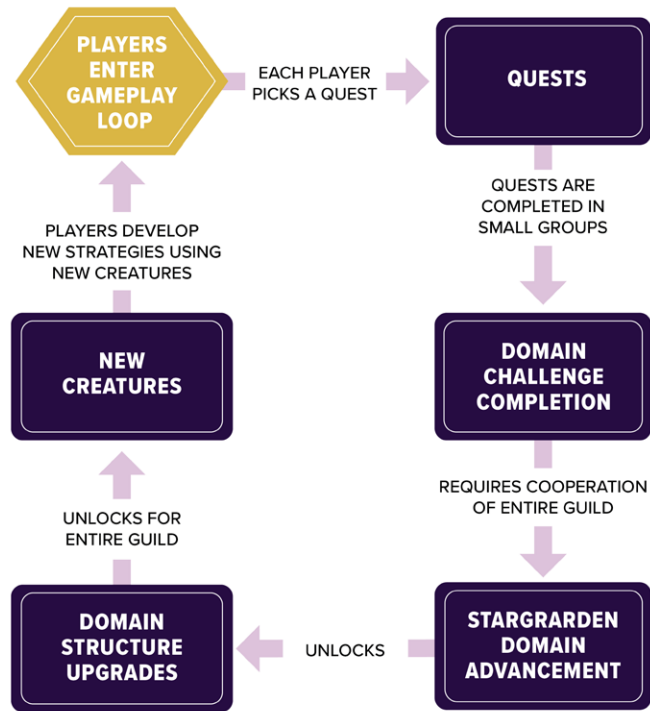 PLAYERS
ENTER
GAMEPLAY
LOOP
EACH PLAYER
PICKS A QUEST
QUESTS
QUESTS ARE
COMPLETED IN
SMALL GROUPS
DOMAIN
CHALLENGE
COMPLETION
REQUIRES COOPERATION
OF ENTIRE GUILD
STARGRARDEN
DOMAIN
ADVANCEMENT
UNLOCKS
DOMAIN
STRUCTURE
UPGRADES
UNLOCKS FOR
ENTIRE GUILD
NEW
CREATURES
PLAYERS DEVELOP
NEW STRATEGIES USING
NEW CREATURES